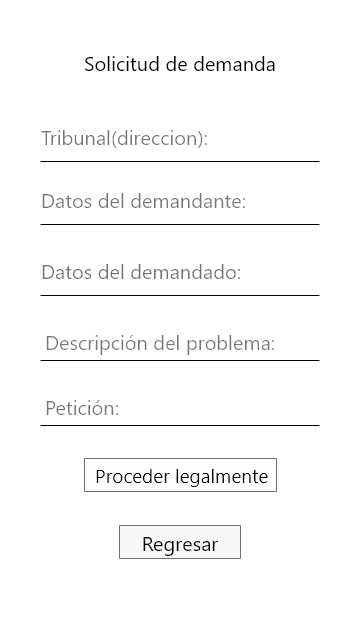 Solicitud de demanda
Tribunal(direccion):
Datos del demandante:
Datos del demandado:
Descripción del problema:
Petición:
Proceder legalmente
Regresar